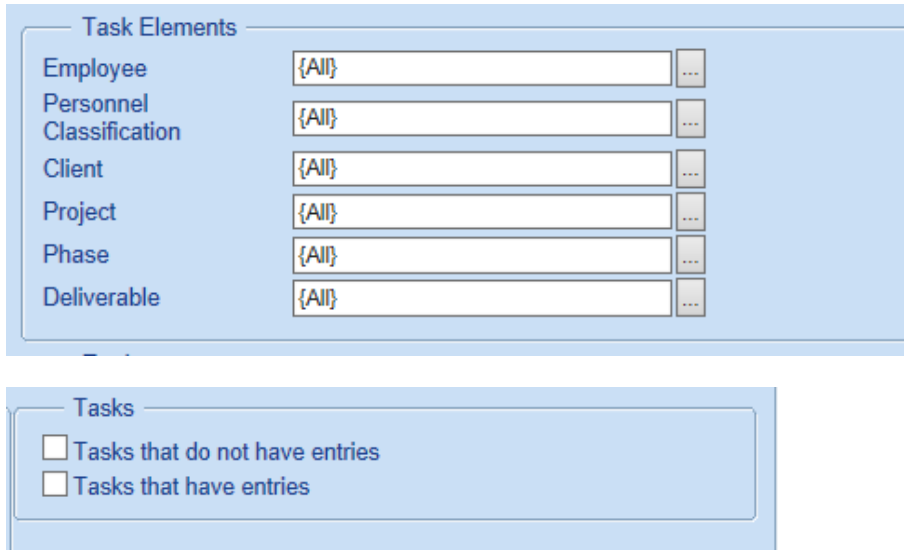 Task Elements
Employee {All} ...
Personnel
Classification {All} ...
Client {All} ...
Project {All} ...
Phase {All} ...
Deliverable {All} ...
Tasks
Tasks that do not have entries
Tasks that have entries